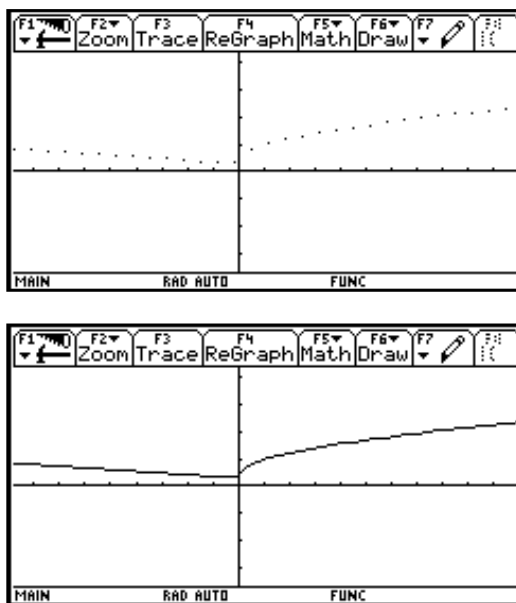 F1 F2 F3 F4 F5 F6 F7
Zoom Trace ReGraph Math Draw
MAIN RAD AUTO FUNC
F1 F2 F3 F4 F5 F6 F7
Zoom Trace ReGraph Math Draw
MAIN RAD AUTO FUNC